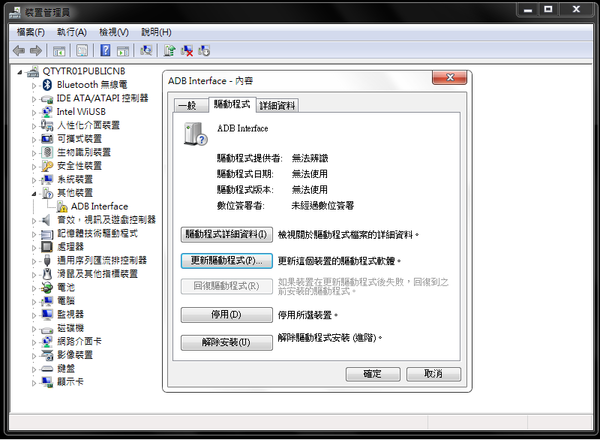 裝置管理員
檔案(F) 執行(A) 檢視(V) 說明(H)
QTYTR01PUBLICNB
Bluetooth 無線電
IDE ATA/ATAPI 控制器
Intel WiUSB
人性化介面裝置
可攜式裝置
生物識別裝置
安全性裝置
系統裝置
其他裝置
ADB Interface
音效，視訊及遊戲控制器
記憶體技術驅動程式
處理器
通用序列匯流排控制器
滑鼠及其他指標裝置
電池
電腦
監視器
磁碟機
網路介面卡
影像裝置
鍵盤
顯示卡
ADB Interface - 內容
一般 驅動程式 詳細資料
ADB Interface
驅動程式提供者: 無法辨識
驅動程式日期: 無法使用
驅動程式版本: 無法使用
數位簽署者: 未經過數位簽署
驅動程式詳細資料(I) 檢視關於驅動程式檔案的詳細資料。
更新驅動程式(P)... 更新這個裝置的驅動程式軟體。
回復驅動程式(R) 如果裝置在更新驅動程式後失敗，回復到之
前安裝的驅動程式。
停用(D) 停用所選裝置。
解除安裝(U) 解除驅動程式安裝 (進階)。
確定 取消